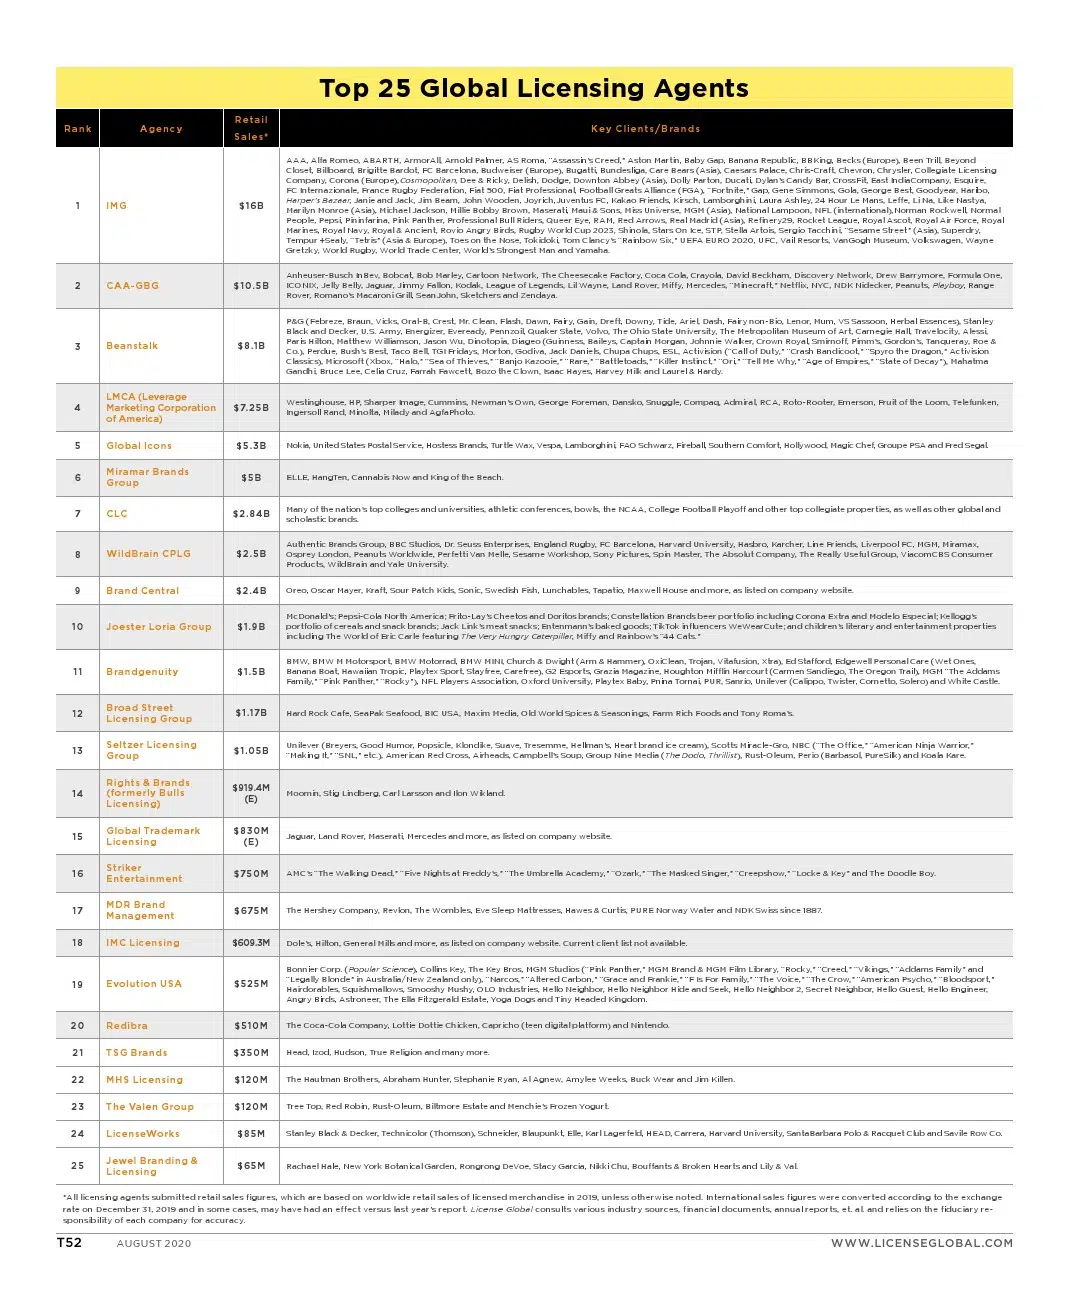 Top 25 Global Licensing Agents
Rank
Agency
Retail
Sales*
Key Clients/Brands
1
IMG
$16B
AAA, Alfa Romeo, ABARTH, ArmorAll, Arnold Palmer, AS Roma, "Assassin's Creed," Aston Martin, Baby Gap, Banana Republic, BBKing, Becks (Europe), Been Trill, Beyond
Closet, Billboard, Brigitte Bardot, FC Barcelona, Budweiser (Europe), Bugatti, Bundesliga, Care Bears (Asia), Caesars Palace, Chris-Craft, Chevron, Chrysler, Collegiate Licensing
Company, Corona (Europe), Cosmopolitan, Dee & Ricky, Delish, Dodge, Downton Abbey (Asia), Dolly Parton, Ducati, Dylan's Candy Bar, CrossFit, East IndiaCompany, Esquire,
FC Internazionale, France Rugby Federation, Fiat 500, Fiat Professional, Football Greats Alliance (FGA), "Fortnite," Gap, Gene Simmons, Gola, George Best, Goodyear, Haribo,
Harper's Bazaar, Janie and Jack, Jim Beam, John Wooden, Joyrich, Juventus FC, Kakao Friends, Kirsch, Lamborghini, Laura Ashley, 24 Hour Le Mans, Leffe, Li Na, Like Nastya,
Marilyn Monroe (Asia), Michael Jackson, Millie Bobby Brown, Maserati, Maui & Sons, Miss Universe, MGM (Asia), National Lampoon, NFL (international), Norman Rockwell, Normal
People, Pepsi, Pininfarina, Pink Panther, Professional Bull Riders, Queer Eye, RAM, Red Arrows, Real Madrid (Asia), Refinery29, Rocket League, Royal Ascot, Royal Air Force, Royal
Marines, Royal Navy, Royal & Ancient, Rovio Angry Birds, Rugby World Cup 2023, Shinola, Stars On Ice, STP, Stella Artois, Sergio Tacchini, "Sesame Street" (Asia), Superdry,
Tempur +Sealy, "Tetris" (Asia & Europe), Toes on the Nose, Tokidoki, Tom Clancy's "Rainbow Six," UEFA EURO 2020, UFC, Vail Resorts, VanGogh Museum, Volkswagen, Wayne
Gretzky, World Rugby, World Trade Center, World's Strongest Man and Yamaha.
2
CAA-GBG
$10.5B
Anheuser-Busch InBev, Bobcat, Bob Marley, Cartoon Network, The Cheesecake Factory, Coca Cola, Crayola, David Beckham, Discovery Network, Drew Barrymore, Formula One,
ICONIX, Jelly Belly, Jaguar, Jimmy Fallon, Kodak, League of Legends, Lil Wayne, Land Rover, Miffy, Mercedes, "Minecraft," Netflix, NYC, NDK Nidecker, Peanuts, Playboy, Range
Rover, Romano's Macaroni Grill, SeanJohn, Sketchers and Zendaya.
3
Beanstalk
$8.1B
P&G (Febreze, Braun, Vicks, Oral-B, Crest, Mr. Clean, Flash, Dawn, Fairy, Gain, Dreft, Downy, Tide, Ariel, Dash, Fairy non-Bio, Lenor, Mum, VS Sassoon, Herbal Essences), Stanley
Black and Decker, U.S. Army, Energizer, Eveready, Pennzoil, Quaker State, Volvo, The Ohio State University, The Metropolitan Museum of Art, Carnegie Hall, Travelocity, Alessi,
Paris Hilton, Matthew Williamson, Jason Wu, Dinotopia, Diageo (Guinness, Baileys, Captain Morgan, Johnnie Walker, Crown Royal, Smirnoff, Pimm's, Gordon's, Tanqueray, Roe &
Co.), Perdue, Bush's Best, Taco Bell, TGI Fridays, Morton, Godiva, Jack Daniels, Chupa Chups, ESL, Activision ("Call of Duty," "Crash Bandicoot," "Spyro the Dragon," Activision
Classics), Microsoft (Xbox, "Halo," "Sea of Thieves," "Banjo Kazooie," "Rare," "Battletoads," "Killer Instinct," "Ori," "Tell Me Why," "Age of Empires," "State of Decay"), Mahatma
Gandhi, Bruce Lee, Celia Cruz, Farrah Fawcett, Bozo the Clown, Isaac Hayes, Harvey Milk and Laurel & Hardy.
4
LMCA (Leverage
Marketing Corporation
of America)
$7.25B
Westinghouse, HP, Sharper Image, Cummins, Newman's Own, George Foreman, Dansko, Snuggle, Compaq, Admiral, RCA, Roto-Rooter, Emerson, Fruit of the Loom, Telefunken,
Ingersoll Rand, Minolta, Milady and AgfaPhoto.
5
Global Icons
$5.3B
Nokia, United States Postal Service, Hostess Brands, Turtle Wax, Vespa, Lamborghini, FAO Schwarz, Fireball, Southern Comfort, Hollywood, Magic Chef, Groupe PSA and Fred Segal.
6
Miramar Brands
Group
$5B
ELLE, HangTen, Cannabis Now and King of the Beach.
7
CLC
$2.84B
Many of the nation's top colleges and universities, athletic conferences, bowls, the NCAA, College Football Playoff and other top collegiate properties, as well as other global and
scholastic brands.
8
WildBrain CPLG
$2.5B
Authentic Brands Group, BBC Studios, Dr. Seuss Enterprises, England Rugby, FC Barcelona, Harvard University, Hasbro, Karcher, Line Friends, Liverpool FC, MGM, Miramax,
Osprey London, Peanuts Worldwide, Perfetti Van Melle, Sesame Workshop, Sony Pictures, Spin Master, The Absolut Company, The Really Useful Group, ViacomCBS Consumer
Products, WildBrain and Yale University.
9
Brand Central
$2.4B
Oreo, Oscar Mayer, Kraft, Sour Patch Kids, Sonic, Swedish Fish, Lunchables, Tapatio, Maxwell House and more, as listed on company website.
10
Joester Loria Group
$1.9B
McDonald's; Pepsi-Cola North America; Frito-Lay's Cheetos and Doritos brands; Constellation Brands beer portfolio including Corona Extra and Modelo Especial; Kellogg's
portfolio of cereals and snack brands; Jack Link's meat snacks; Entenmann's baked goods; TikTok influencers WeWearCute; and children's literary and entertainment properties
including The World of Eric Carle featuring The Very Hungry Caterpillar, Miffy and Rainbow's "44 Cats."
11
Brandgenuity
$1.5B
BMW, BMW M Motorsport, BMW Motorrad, BMW MINI, Church & Dwight (Arm & Hammer), OxiClean, Trojan, Vitafusion, Xtra), Ed Stafford, Edgewell Personal Care (Wet Ones,
Banana Boat, Hawaiian Tropic, Playtex Sport, Stayfree, Carefree), G2 Esports, Grazia Magazine, Houghton Mifflin Harcourt (Carmen Sandiego, The Oregon Trail), MGM "The Addams
Family," "Pink Panther," "Rocky"), NFL Players Association, Oxford University, Playtex Baby, Pnina Tornai, PUR, Sanrio, Unilever (Calippo, Twister, Cornetto, Solero) and White Castle.
12
Broad Street
Licensing Group
$1.17B
Hard Rock Cafe, SeaPak Seafood, BIC USA, Maxim Media, Old World Spices & Seasonings, Farm Rich Foods and Tony Roma's.
13
Seltzer Licensing
Group
$1.05B
Unilever (Breyers, Good Humor, Popsicle, Klondike, Suave, Tresemme, Hellman's, Heart brand ice cream), Scotts Miracle-Gro, NBC ("The Office," "American Ninja Warrior,"
"Making It," "SNL," etc.), American Red Cross, Airheads, Campbell's Soup, Group Nine Media (The Dodo, Thrillist), Rust-Oleum, Perio (Barbasol, PureSilk) and Koala Kare.
14
Rights & Brands
(formerly Bulls
Licensing)
$919.4M
(E)
Moomin, Stig Lindberg, Carl Larsson and Ilon Wikland.
15
Global Trademark
Licensing
$830M
(E)
Jaguar, Land Rover, Maserati, Mercedes and more, as listed on company website.
16
Striker
Entertainment
$750M
AMC's "The Walking Dead," "Five Nights at Freddy's," "The Umbrella Academy," "Ozark," "The Masked Singer," "Creepshow," "Locke & Key" and The Doodle Boy.
17
MDR Brand
Management
$675M
The Hershey Company, Revlon, The Wombles, Eve Sleep Mattresses, Hawes & Curtis, PURE Norway Water and NDK Swiss since 1887.
18
IMC Licensing
$609.3M
Dole's, Hilton, General Mills and more, as listed on company website. Current client list not available.
19
Evolution USA
$525M
Bonnier Corp. (Popular Science), Collins Key, The Key Bros, MGM Studios ("Pink Panther," MGM Brand & MGM Film Library, "Rocky," "Creed," "Vikings," "Addams Family" and
"Legally Blonde" in Australia/New Zealand only), "Narcos," "Altered Carbon," "Grace and Frankie," "F Is For Family," "The Voice," "The Crow," "American Psycho," "Bloodsport,"
Hairdorables, Squishmallows, Smooshy Mushy, OLO Industries, Hello Neighbor, Hello Neighbor Hide and Seek, Hello Neighbor 2, Secret Neighbor, Hello Guest, Hello Engineer,
Angry Birds, Astroneer, The Ella Fitzgerald Estate, Yoga Dogs and Tiny Headed Kingdom.
20
Redibra
$510M
The Coca-Cola Company, Lottie Dottie Chicken, Capricho (teen digital platform) and Nintendo.
21
TSG Brands
$350M
Head, Izod, Hudson, True Religion and many more.
22
MHS Licensing
$120M
The Hautman Brothers, Abraham Hunter, Stephanie Ryan, Al Agnew, Amylee Weeks, Buck Wear and Jim Killen.
23
The Valen Group
$120M
Tree Top, Red Robin, Rust-Oleum, Biltmore Estate and Menchie's Frozen Yogurt.
24
LicenseWorks
$85M
Stanley Black & Decker, Technicolor (Thomson), Schneider, Blaupunkt, Elle, Karl Lagerfeld, HEAD, Carrera, Harvard University, SantaBarbara Polo & Racquet Club and Savile Row Co.
25
Jewel Branding &
Licensing
$65M
Rachael Hale, New York Botanical Garden, Rongrong DeVoe, Stacy Garcia, Nikki Chu, Bouffants & Broken Hearts and Lily & Val.
*All licensing agents submitted retail sales figures, which are based on worldwide retail sales of licensed merchandise in 2019, unless otherwise noted. International sales figures were converted according to the exchange
rate on December 31, 2019 and in some cases, may have had an effect versus last year's report. License Global consults various industry sources, financial documents, annual reports, et. al. and relies on the fiduciary re-
sponsibility of each company for accuracy.
T52
AUGUST 2020
WWW.LICENSEGLOBAL.COM